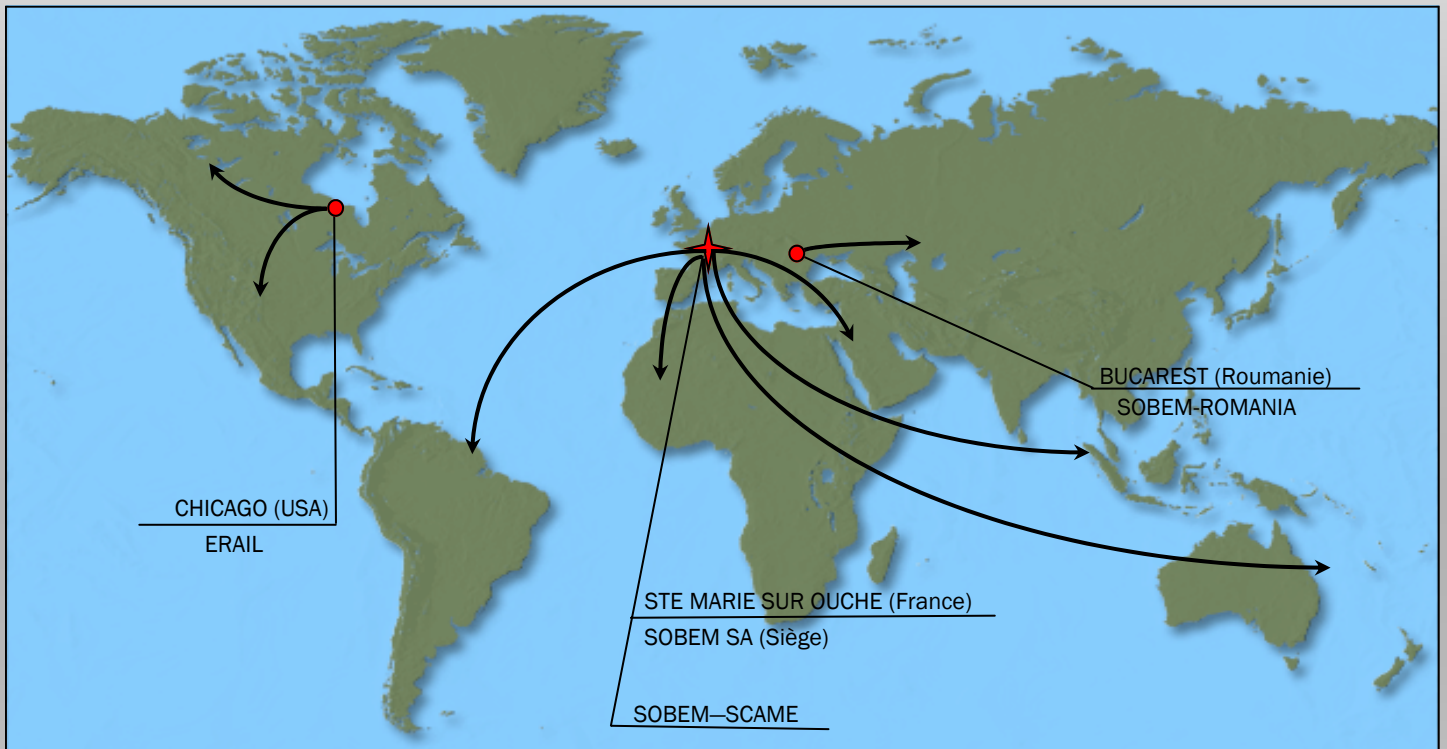 BUCAREST (Roumanie)
SOBEM-ROMANIA
CHICAGO (USA)
ERAIL
STE MARIE SUR OUCHE (France)
SOBEM SA (Siège)
SOBEM—SCAME